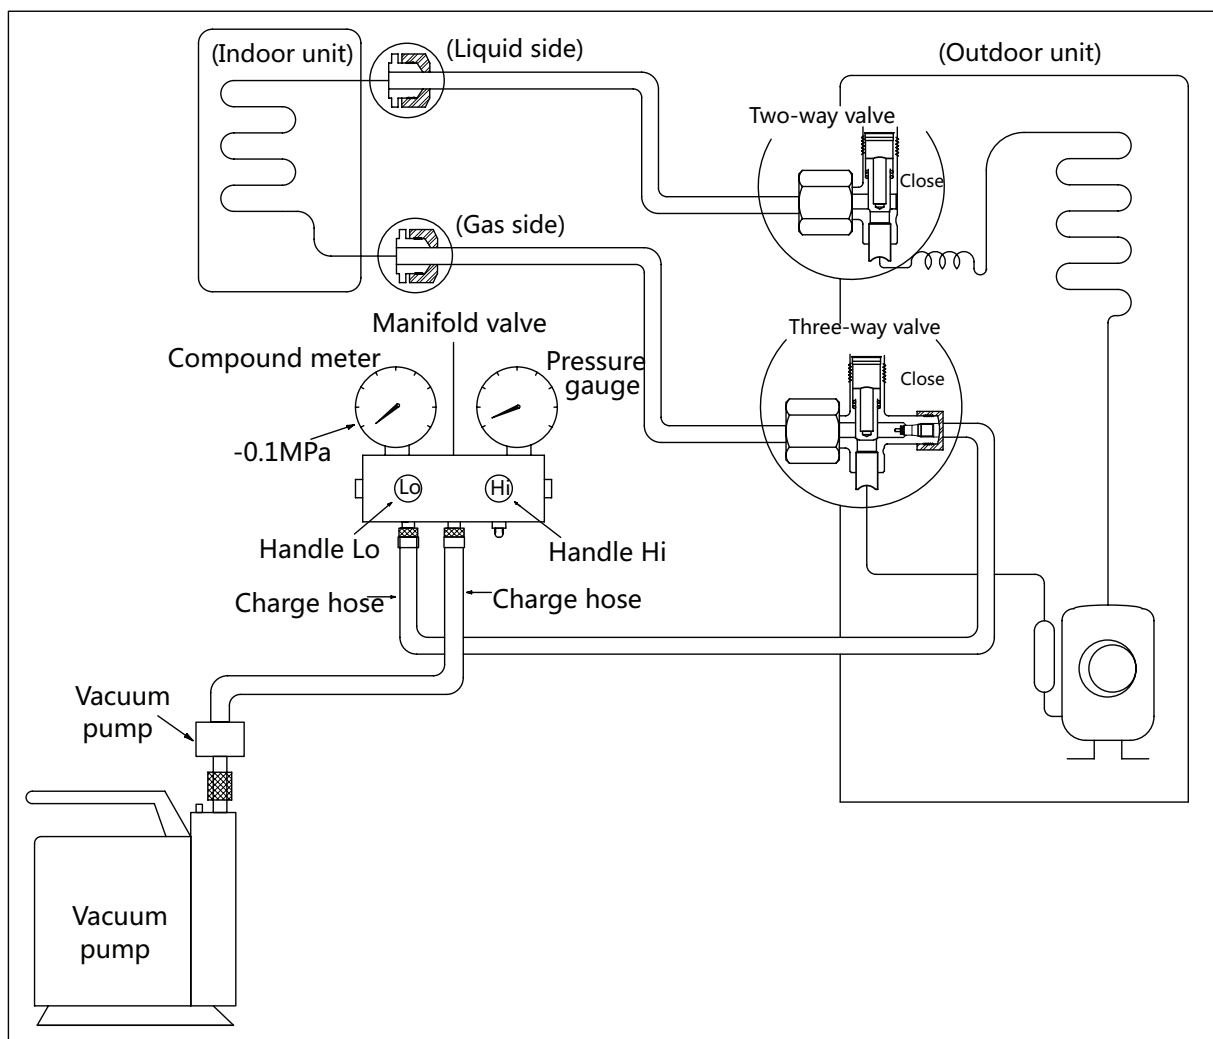 (Indoor unit)
(Liquid side)
(Outdoor unit)
Two-way valve
Close
(Gas side)
Manifold valve
Three-way valve
Compound meter
Pressure
gauge
Close
-0.1MPa
Lo
Hi
Handle Lo
Handle Hi
Charge hose
Charge hose
Vacuum
pump
Vacuum
pump